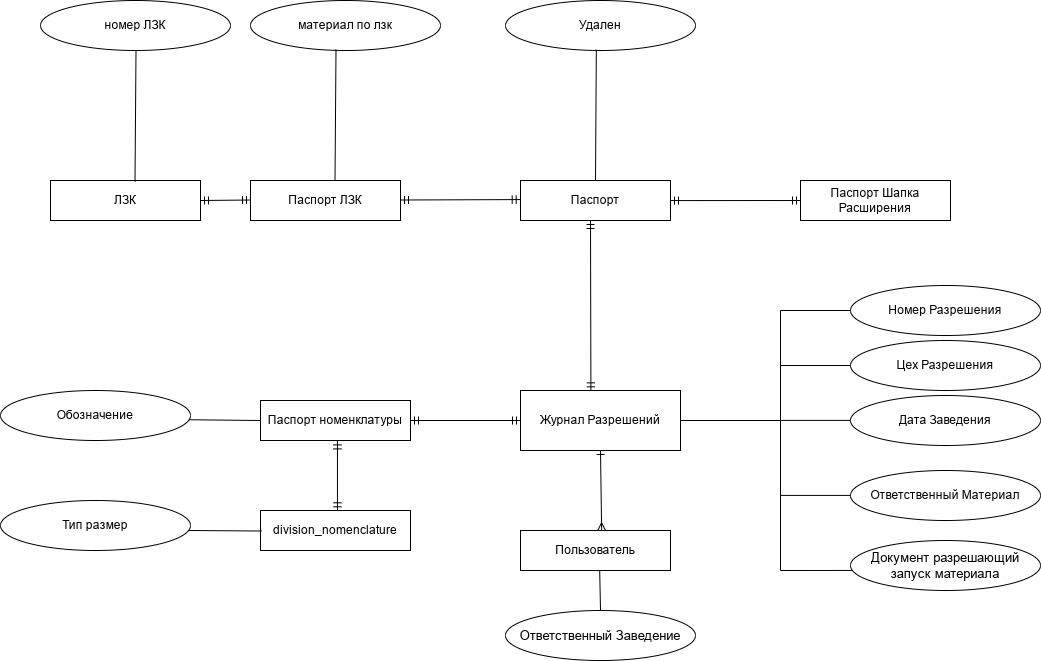 номер ЛЗК
материал по лзк
Удален
ЛЗК
Паспорт ЛЗК
Паспорт
Паспорт Шапка
Расширения
Номер Разрешения
Цех Разрешения
Обозначение
Паспорт номенклатуры
Журнал Разрешений
Дата Заведения
Ответственный Материал
Тип размер
division_nomenclature
Пользователь
Документ разрешающий
запуск материала
Ответственный Заведение